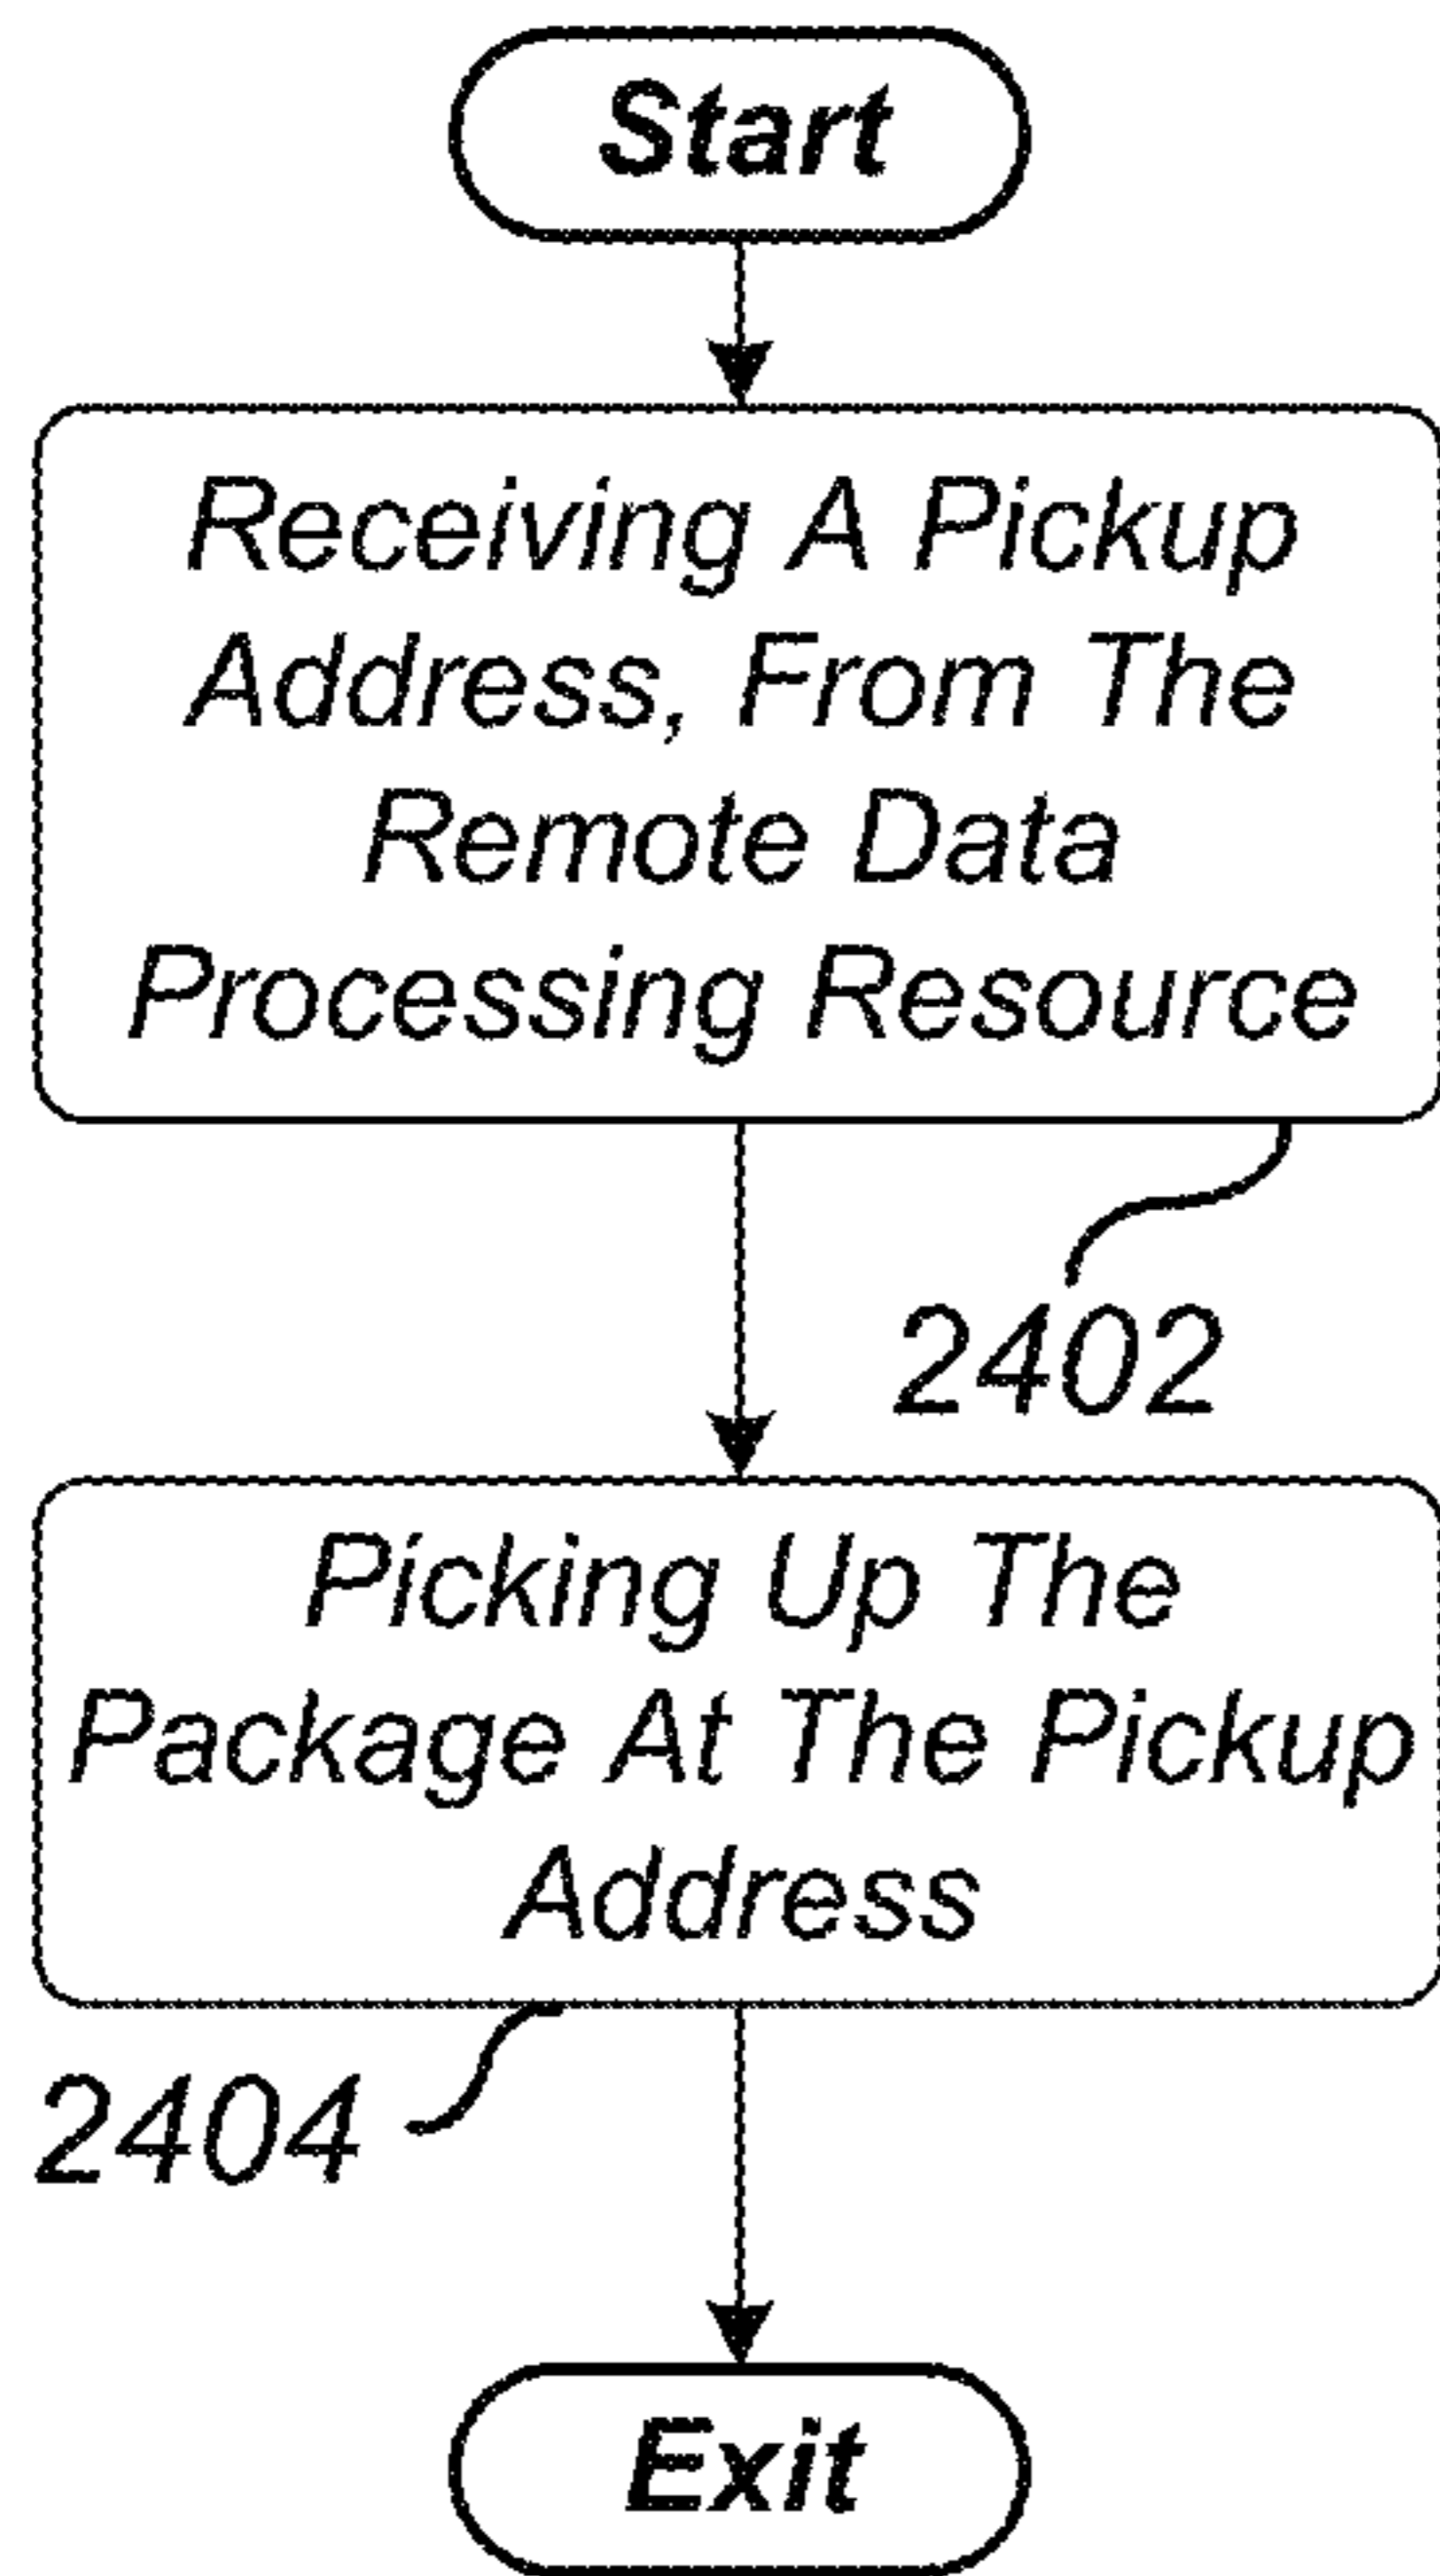 Start
Receiving A Pickup
Address, From The
Remote Data
Processing Resource
2402
Picking Up The
Package At The Pickup
Address
2404
Exit